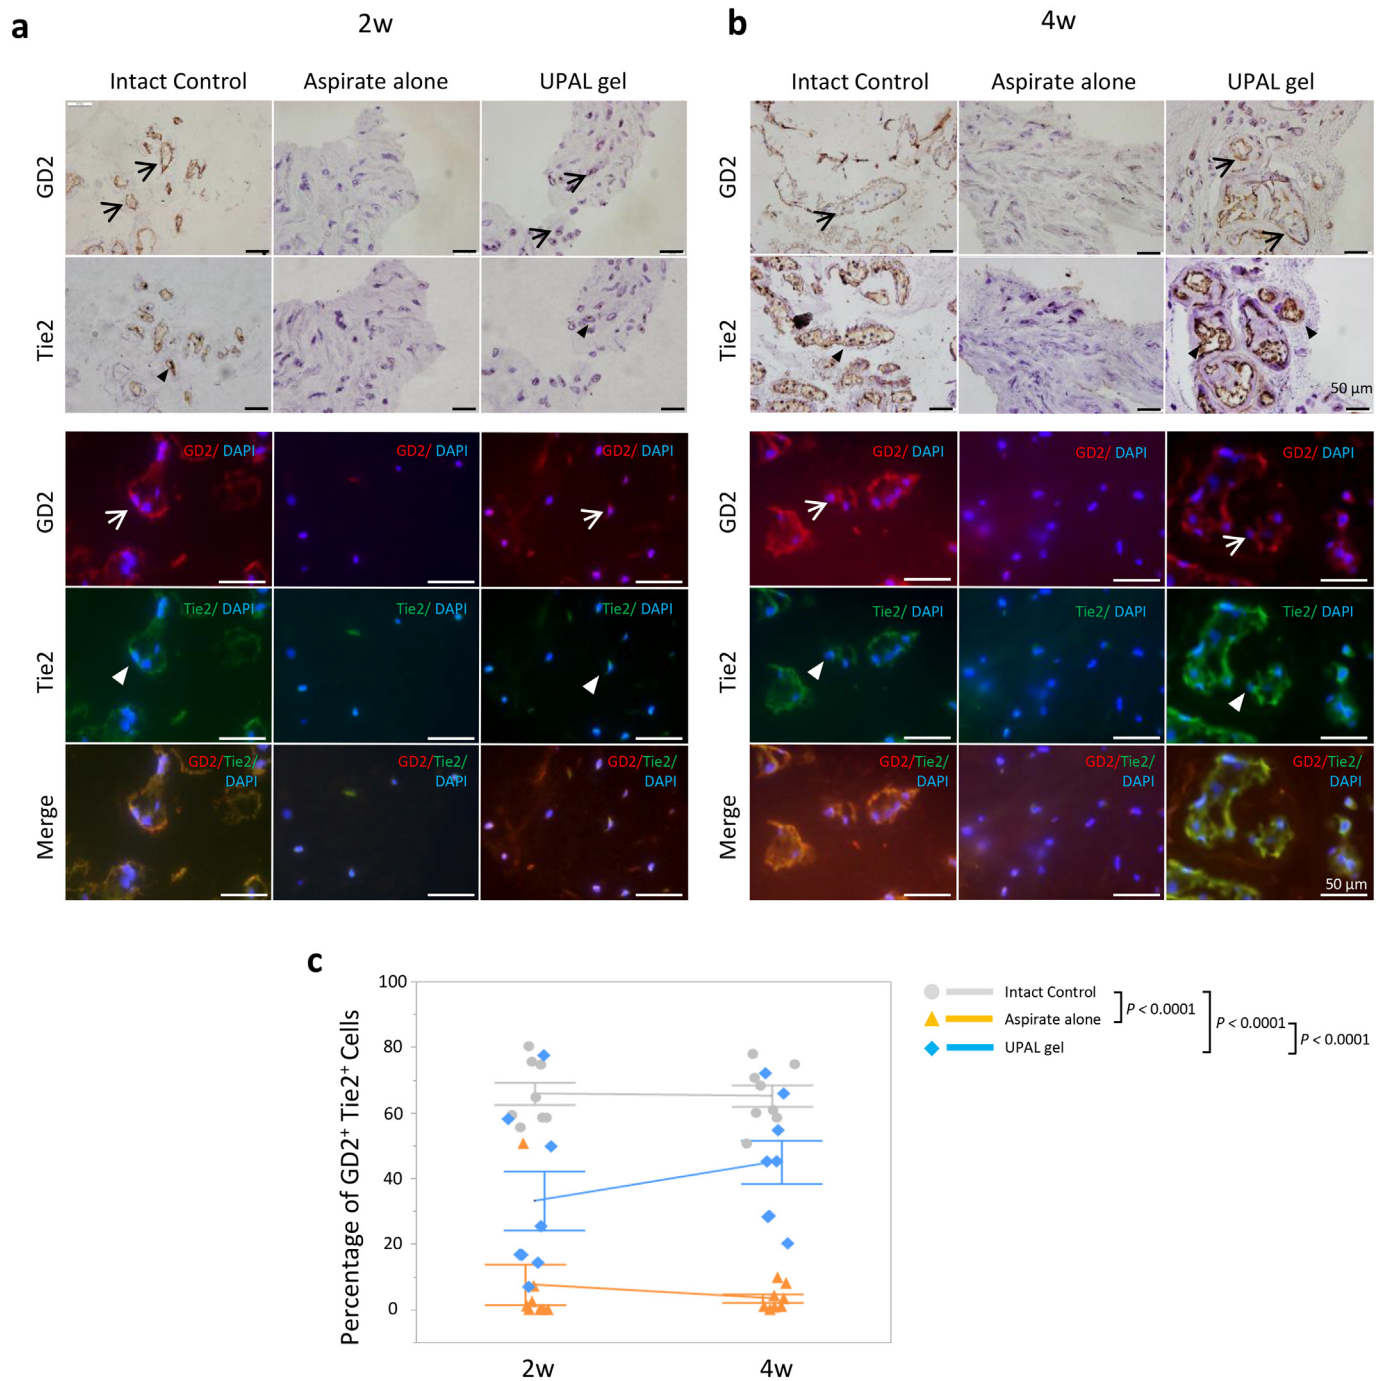 a
2w
Intact Control
Aspirate alone
UPAL gel
GD2
Tie2
GD2/ DAPI
GD2/ DAPI
GD2/ DAPI
GD2
Tie2/ DAPI
Tie2/ DAPI
Tie2/ DAPI
Tie2
GD2/Tie2/
DAPI
GD2/Tie2/
DAPI
GD2/Tie2/
DAPI
Merge
b
4w
Intact Control
Aspirate alone
UPAL gel
GD2
Tie2
50 µm
GD2/ DAPI
GD2/ DAPI
GD2/ DAPI
GD2
Tie2/ DAPI
Tie2/ DAPI
Tie2/ DAPI
Tie2
GD2/Tie2/
DAPI
GD2/Tie2/
DAPI
GD2/Tie2/
DAPI
Merge
50 µm
c
Percentage of GD2⁺ Tie2⁺ Cells
100
80
60
40
20
0
2w
4w
Intact Control
Aspirate alone
UPAL gel
P < 0.0001
P < 0.0001
P < 0.0001